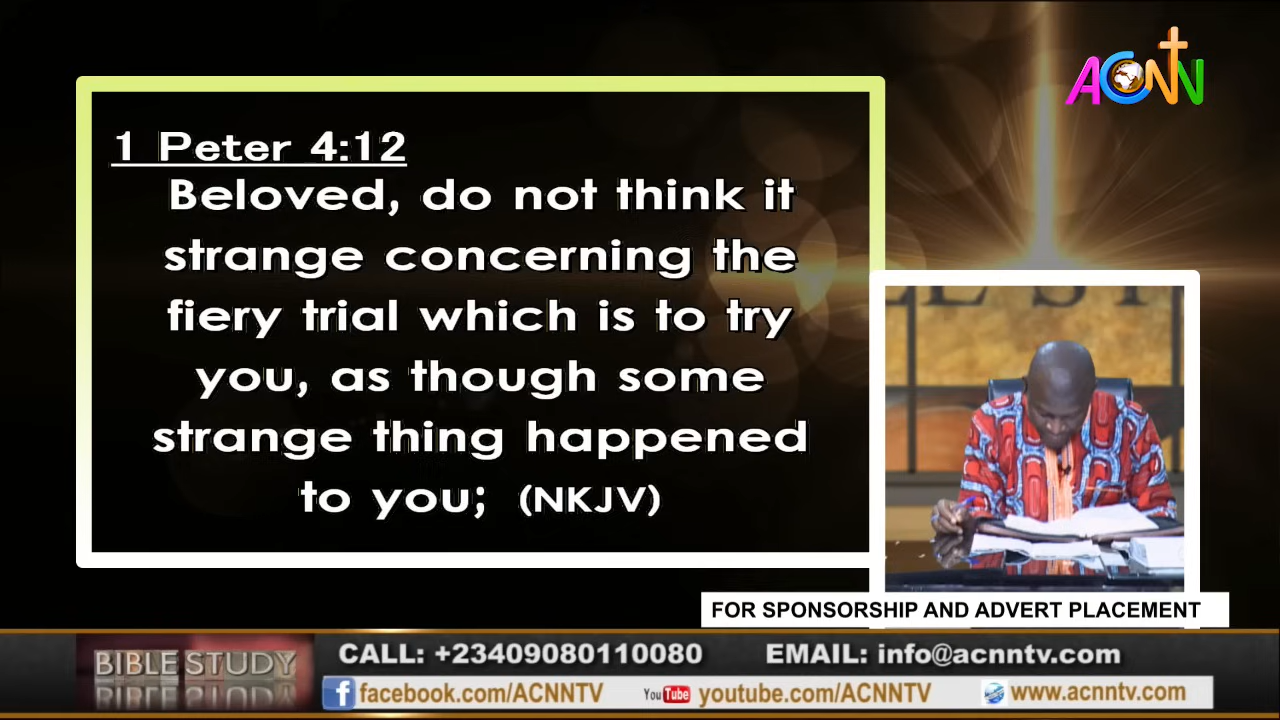 ACNN
1 Peter 4:12
Beloved, do not think it
strange concerning the
fiery trial which is to try
you, as though some
strange thing happened
to you; (NKJV)
FOR SPONSORSHIP AND ADVERT PLACEMENT
BIBLE STUDY
CALL: +23409080110080 EMAIL: info@acnntv.com
facebook.com/ACNNTV YouTube youtube.com/ACNNTV www.acnntv.com